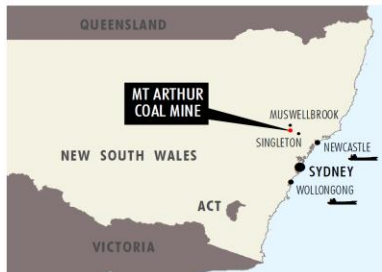 QUEENSLAND
MT ARTHUR
COAL MINE
MUSWELLBROOK
SINGLETON
NEWCASTLE
NEW SOUTH WALES
SYDNEY
WOLLONGONG
ACT
VICTORIA